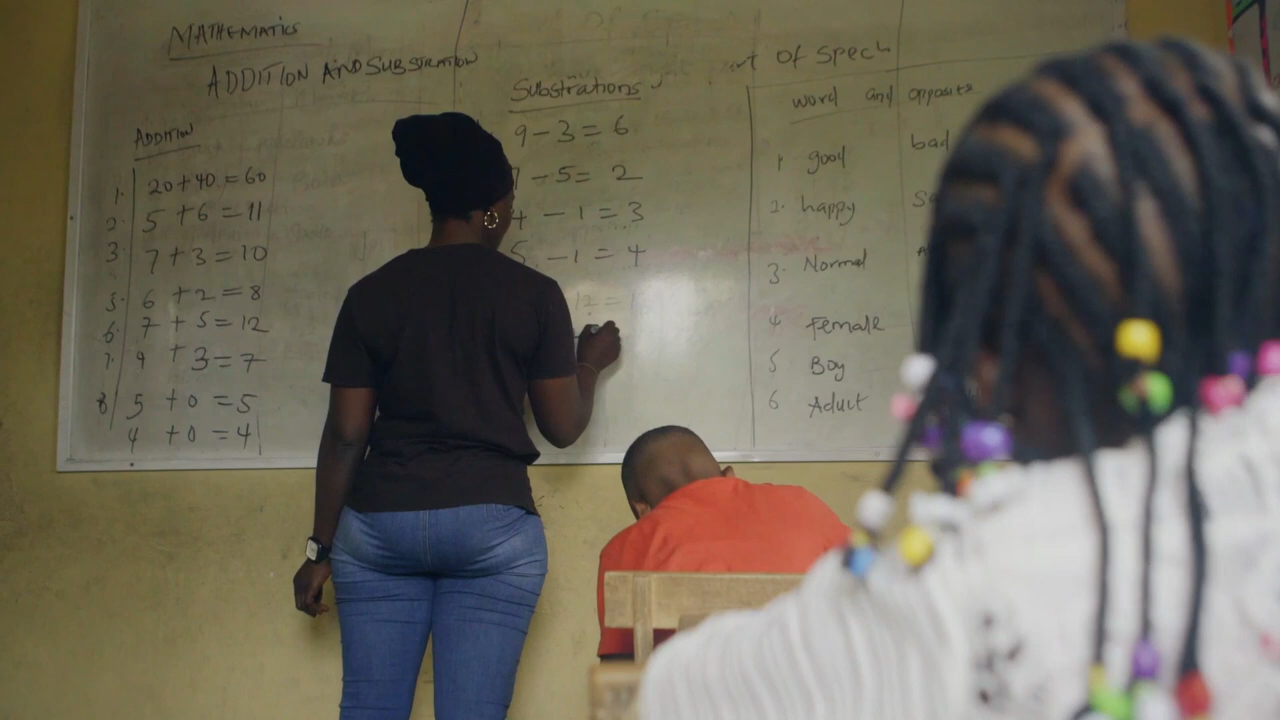 MATHEMATICS
ADDITION AND SUBSTRATION
ADDITION
1. 20+40 = 60
2. 5 +6 = 11
3. 7+3 = 10
5. 6 +2 = 8
6. 7 + 5 = 12
7. 4 + 3 = 7
8 5 +0 = 5
4 +0 = 4
Substrations
9 - 3 = 6
7 - 5 = 2
4 - 1 = 3
5 - 1 = 4
12 =
of spech
word and opposite
1 good bad
2. happy
3. Normal
4 Female
5 Boy
6 Aduct